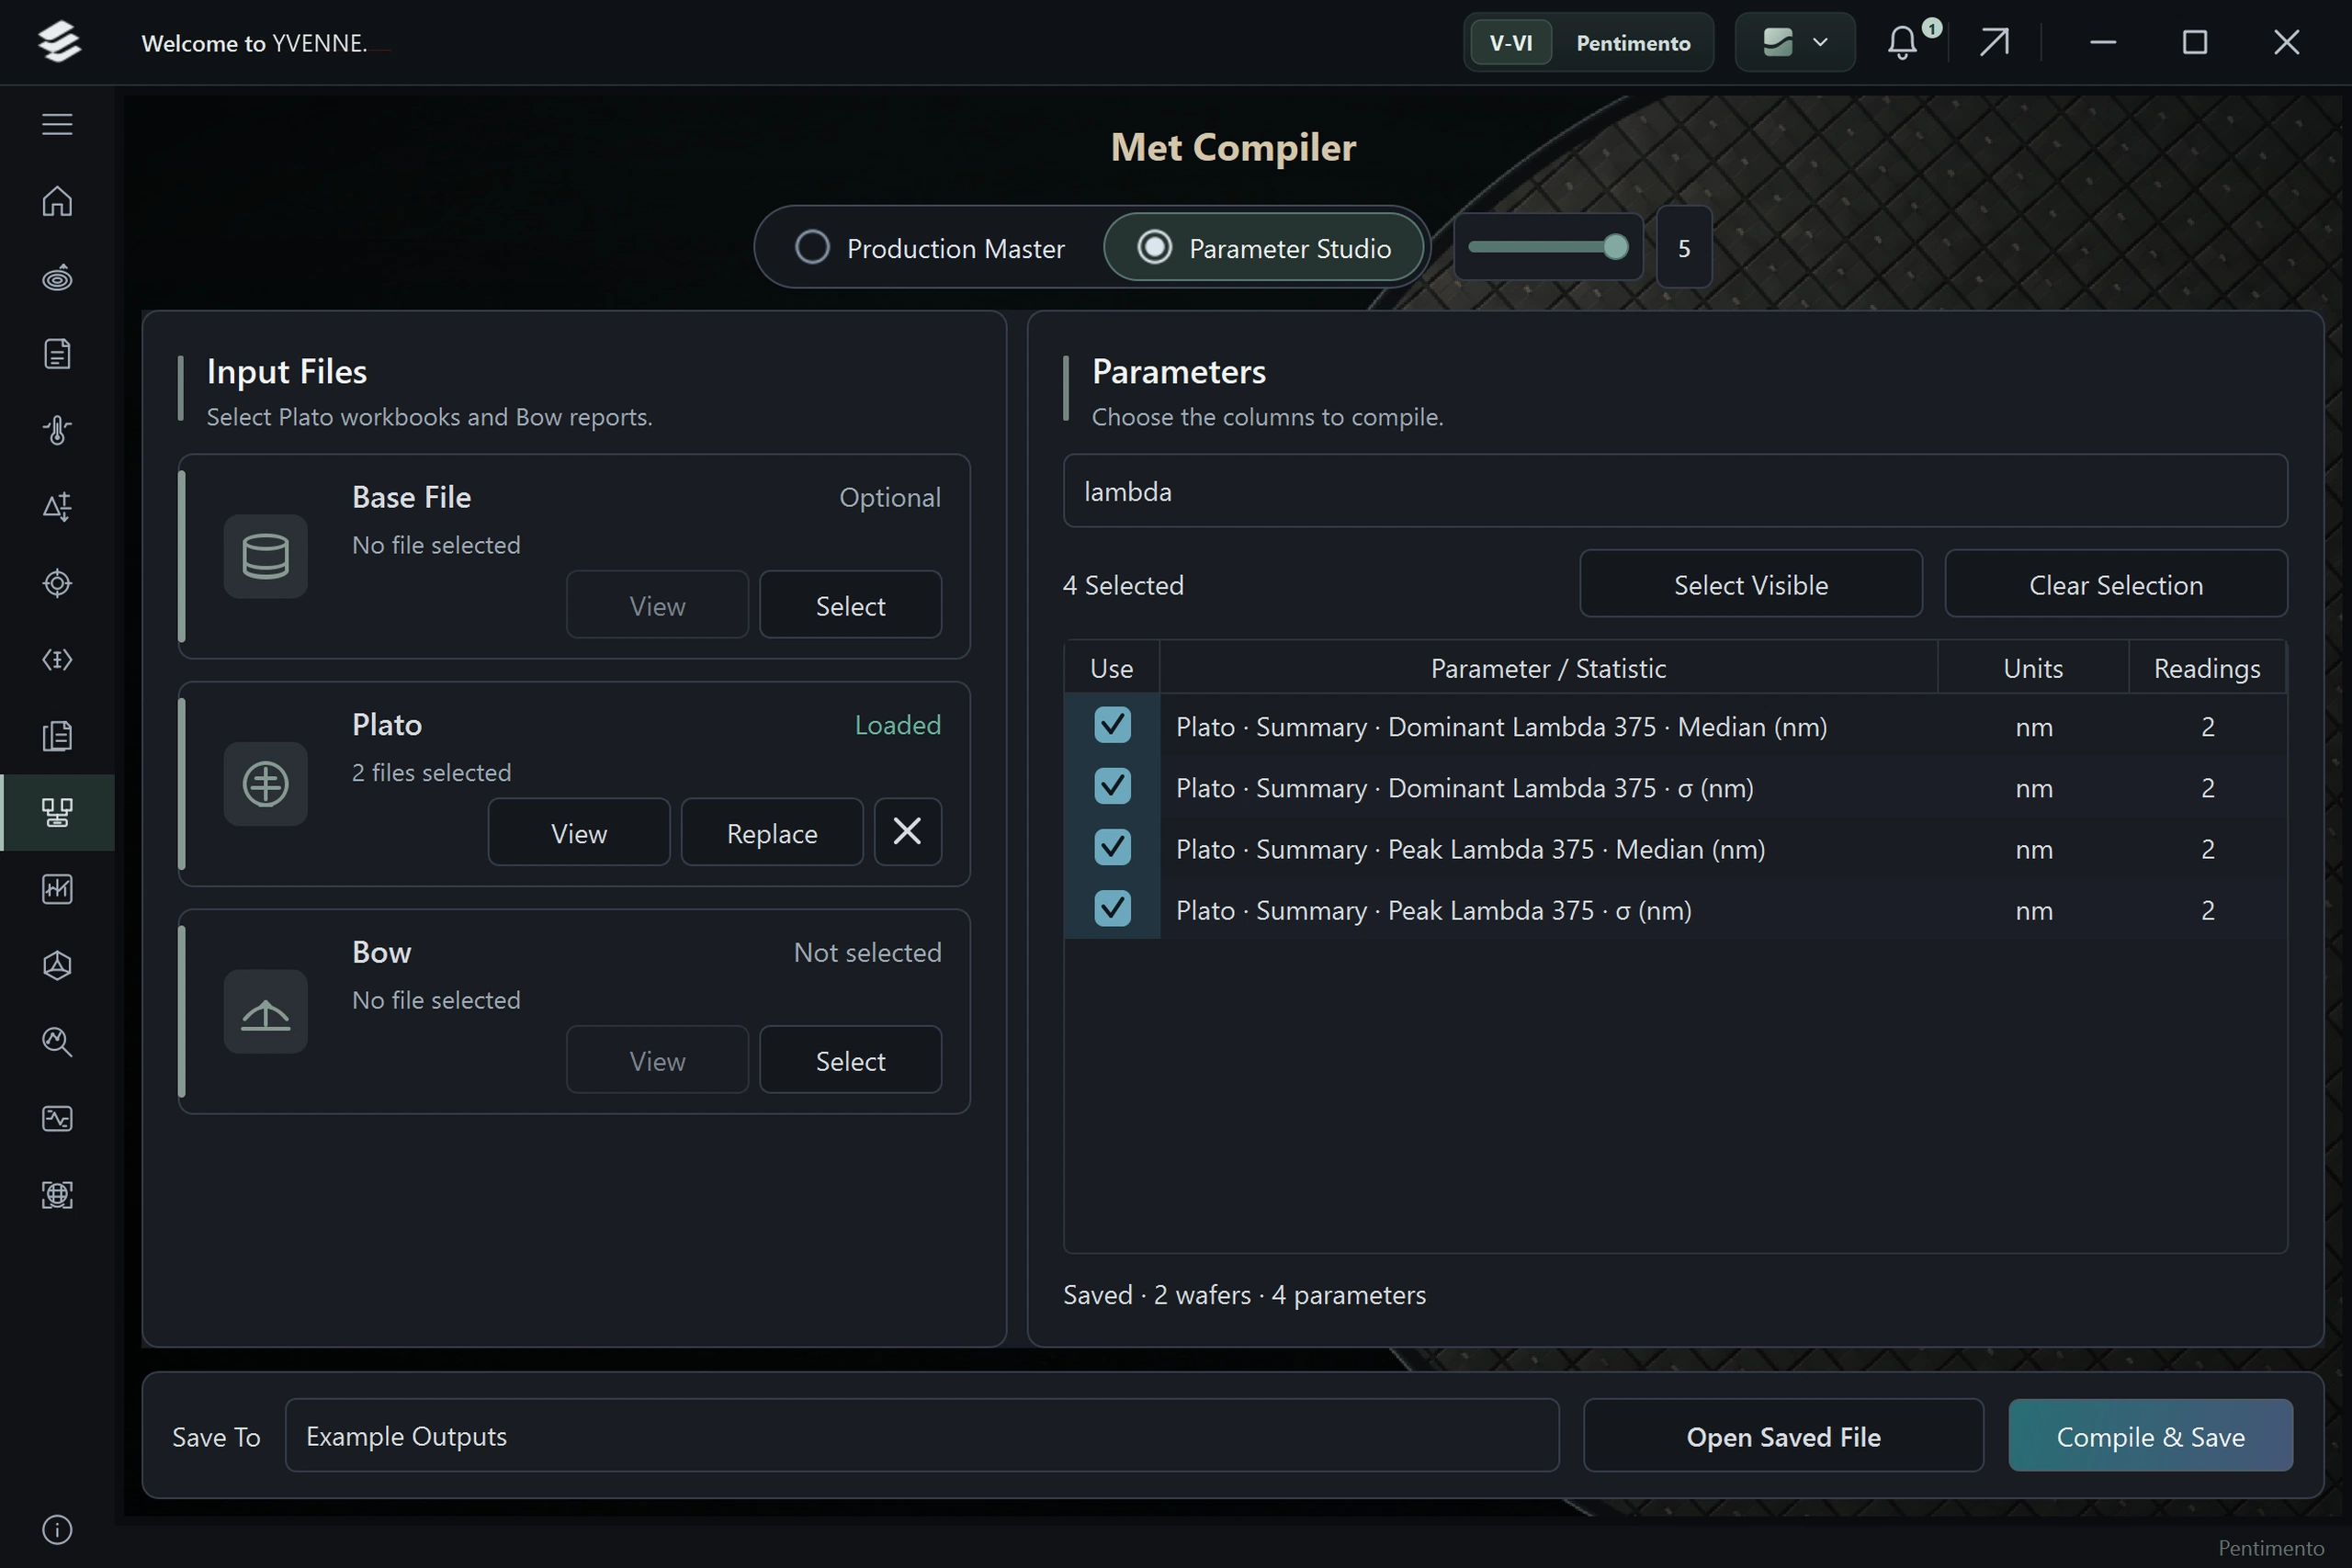 Welcome to YVENNE.
V-VI Pentimento
1
Met Compiler
Production Master
Parameter Studio
5
Input Files
Select Plato workbooks and Bow reports.
Base File
Optional
No file selected
View
Select
Plato
Loaded
2 files selected
View
Replace
Bow
Not selected
No file selected
View
Select
Parameters
Choose the columns to compile.
lambda
4 Selected
Select Visible
Clear Selection
Use Parameter / Statistic Units Readings
Plato · Summary · Dominant Lambda 375 · Median (nm) nm 2
Plato · Summary · Dominant Lambda 375 · σ (nm) nm 2
Plato · Summary · Peak Lambda 375 · Median (nm) nm 2
Plato · Summary · Peak Lambda 375 · σ (nm) nm 2
Saved · 2 wafers · 4 parameters
Save To
Example Outputs
Open Saved File
Compile & Save
Pentimento